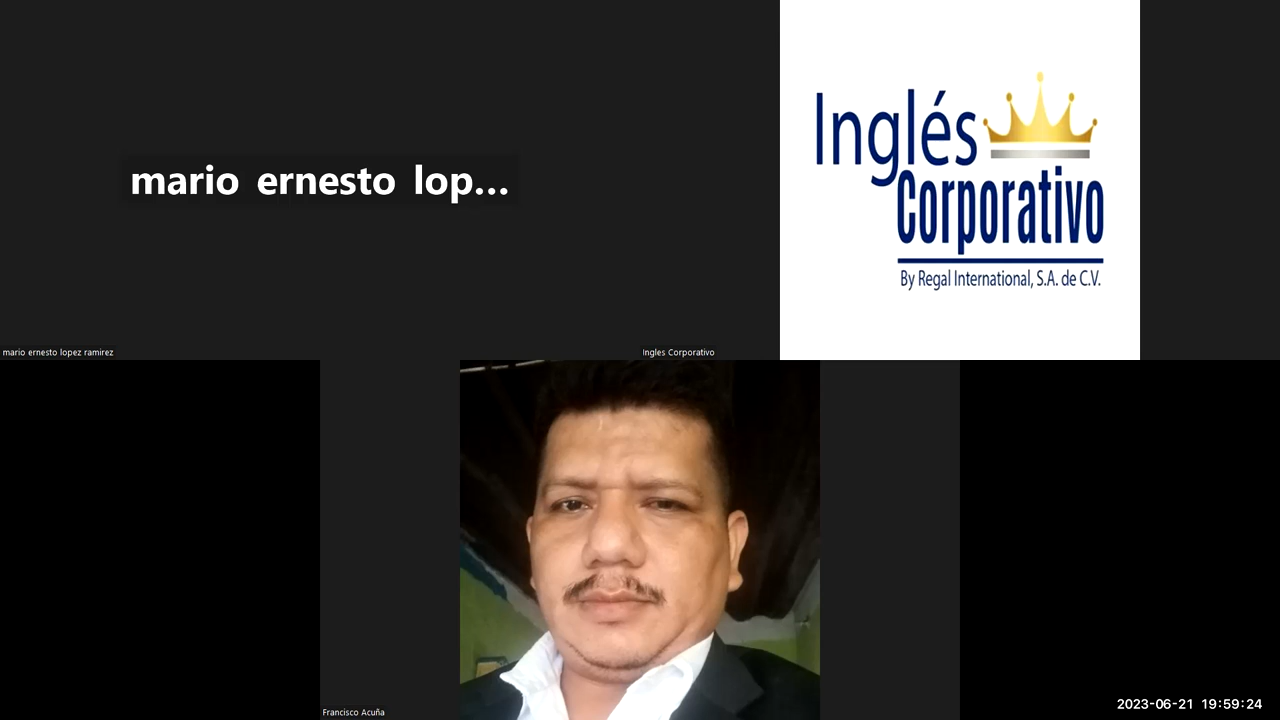 mario ernesto lop...
Inglés
Corporativo
By Regal International, S.A. de C.V.
mario ernesto lopez ramirez
Ingles Corporativo
Francisco Acuña
2023-06-21 19:59:24